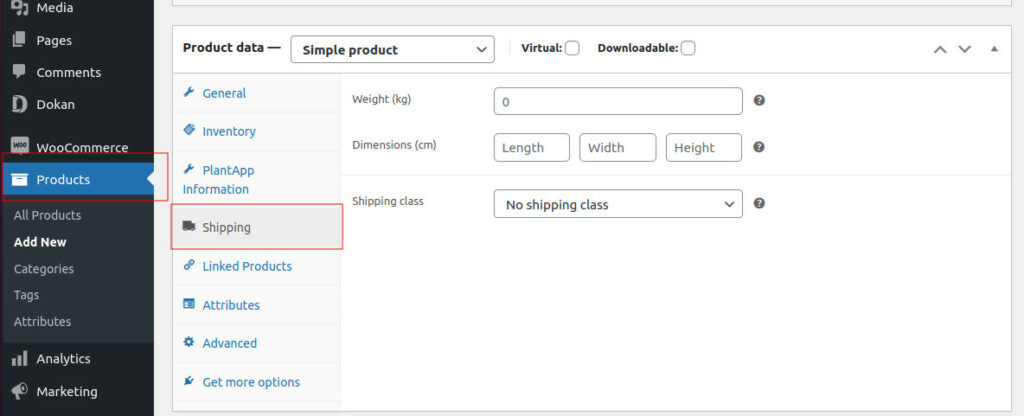 Media
Pages
Comments
Dokan
WooCommerce
Products
All Products
Add New
Categories
Tags
Attributes
Analytics
Marketing
Product data — Simple product Virtual: Downloadable:
General
Inventory
PlantApp
Information
Shipping
Linked Products
Attributes
Advanced
Get more options
Weight (kg) 0 ?
Dimensions (cm) Length Width Height ?
Shipping class No shipping class ?